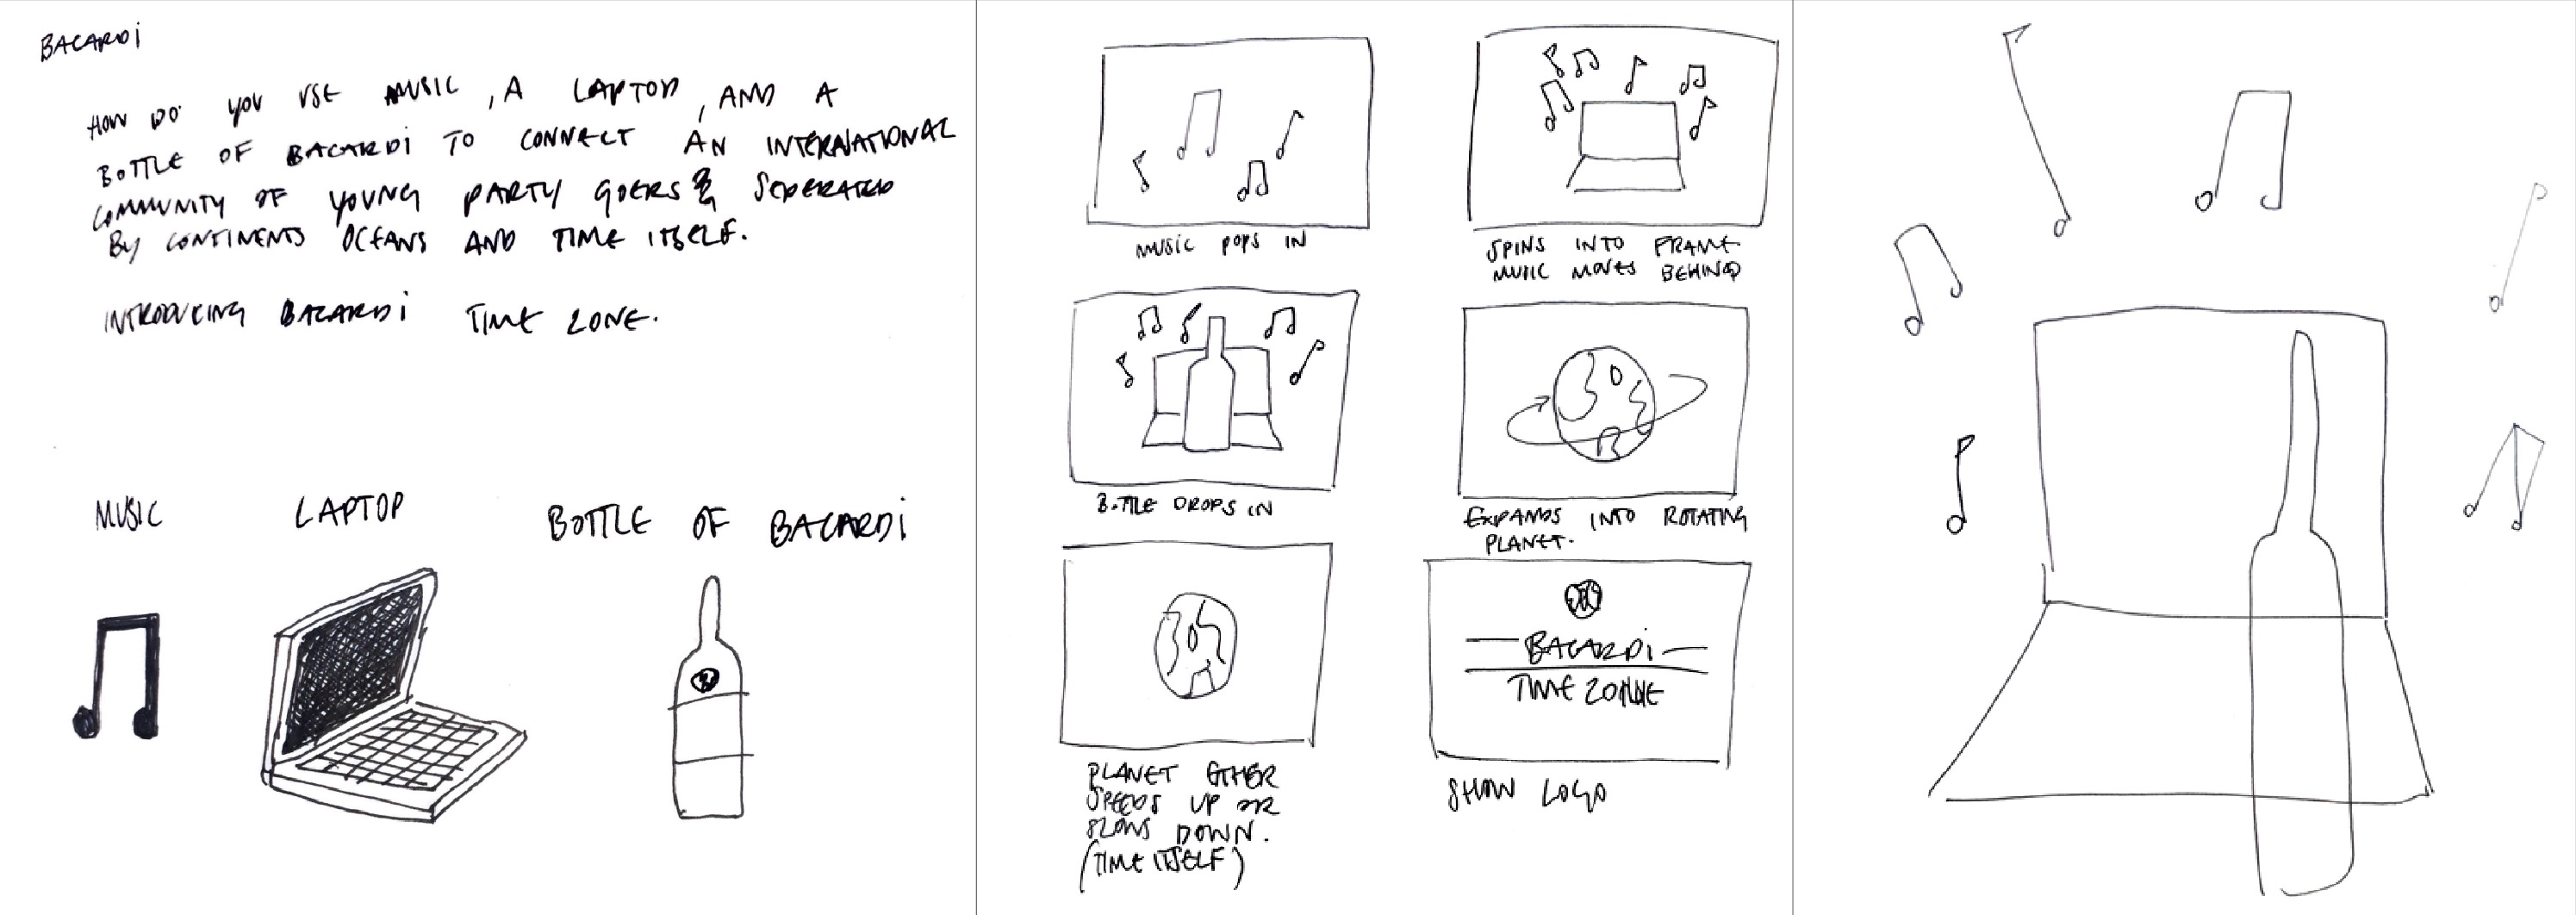 BACARDi
HOW DO YOU USE MUSIC, A LAPTOP, AND A
BOTTLE OF BACARDi TO CONNECT AN INTERNATIONAL
COMMUNITY OF YOUNG PARTY GOERS SEPERATED
BY CONTINENTS OCEANS AND TIME ITSELF.
INTRODUCING BACARDi TIME ZONE.
MUSIC
LAPTOP
BOTTLE OF BACARDi
MUSIC POPS IN
SPINS INTO FRAME
MUSIC MOVES BEHIND
BOTTLE DROPS IN
EXPANDS INTO ROTATING
PLANET.
PLANET EITHER
SPEEDS UP OR
SLOWS DOWN.
(TIME ITSELF)
BACARDi
TIME ZONE
SHOW LOGO